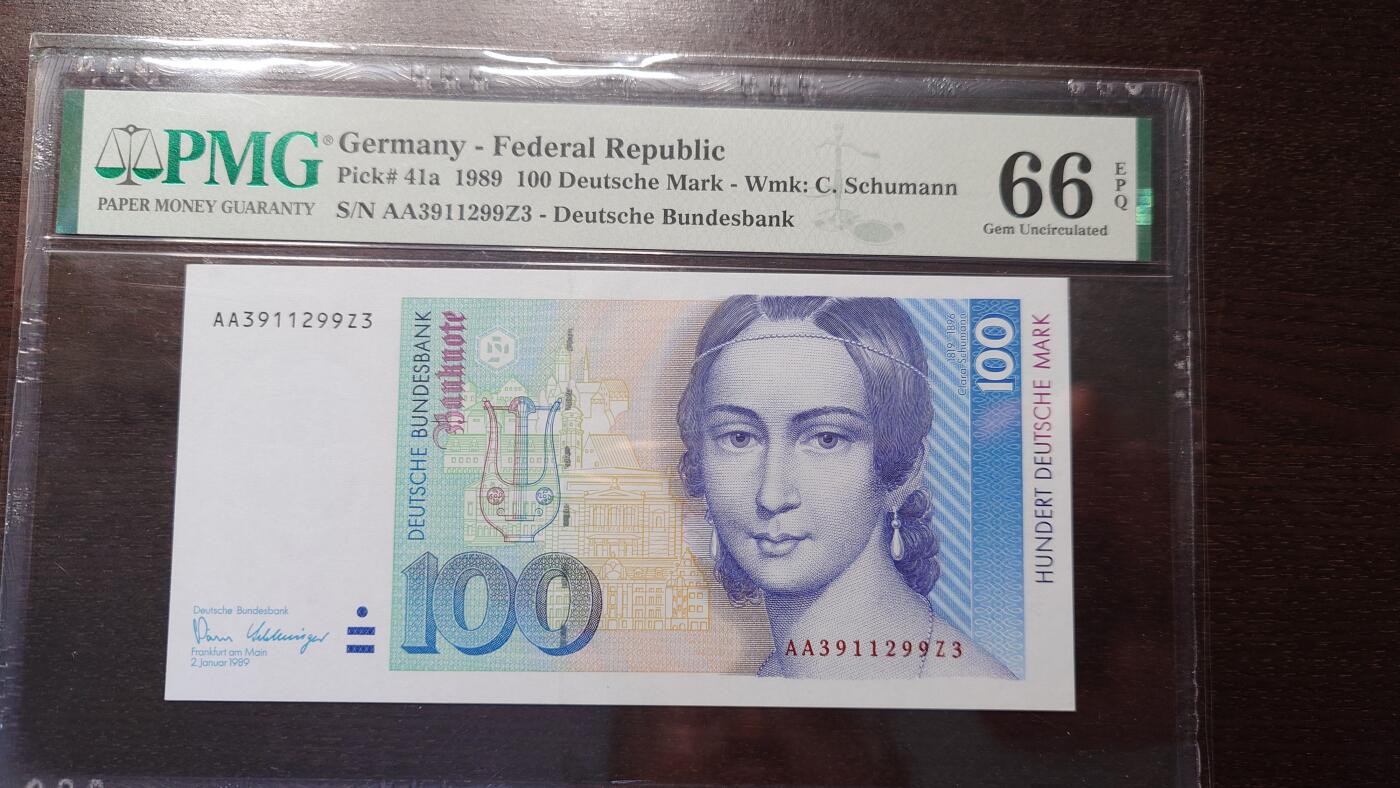 PMG®
PAPER MONEY GUARANTY
Germany - Federal Republic
Pick# 41a 1989 100 Deutsche Mark - Wmk: C. Schumann
S/N AA3911299Z3 - Deutsche Bundesbank
66
EPQ
Gem Uncirculated
AA3911299Z3
DEUTSCHE BUNDESBANK
Banknote
100
Clara Schumann
1819-1896
100
HUNDERT DEUTSCHE MARK
Deutsche Bundesbank
Frankfurt am Main
2. Januar 1989
AA3911299Z3